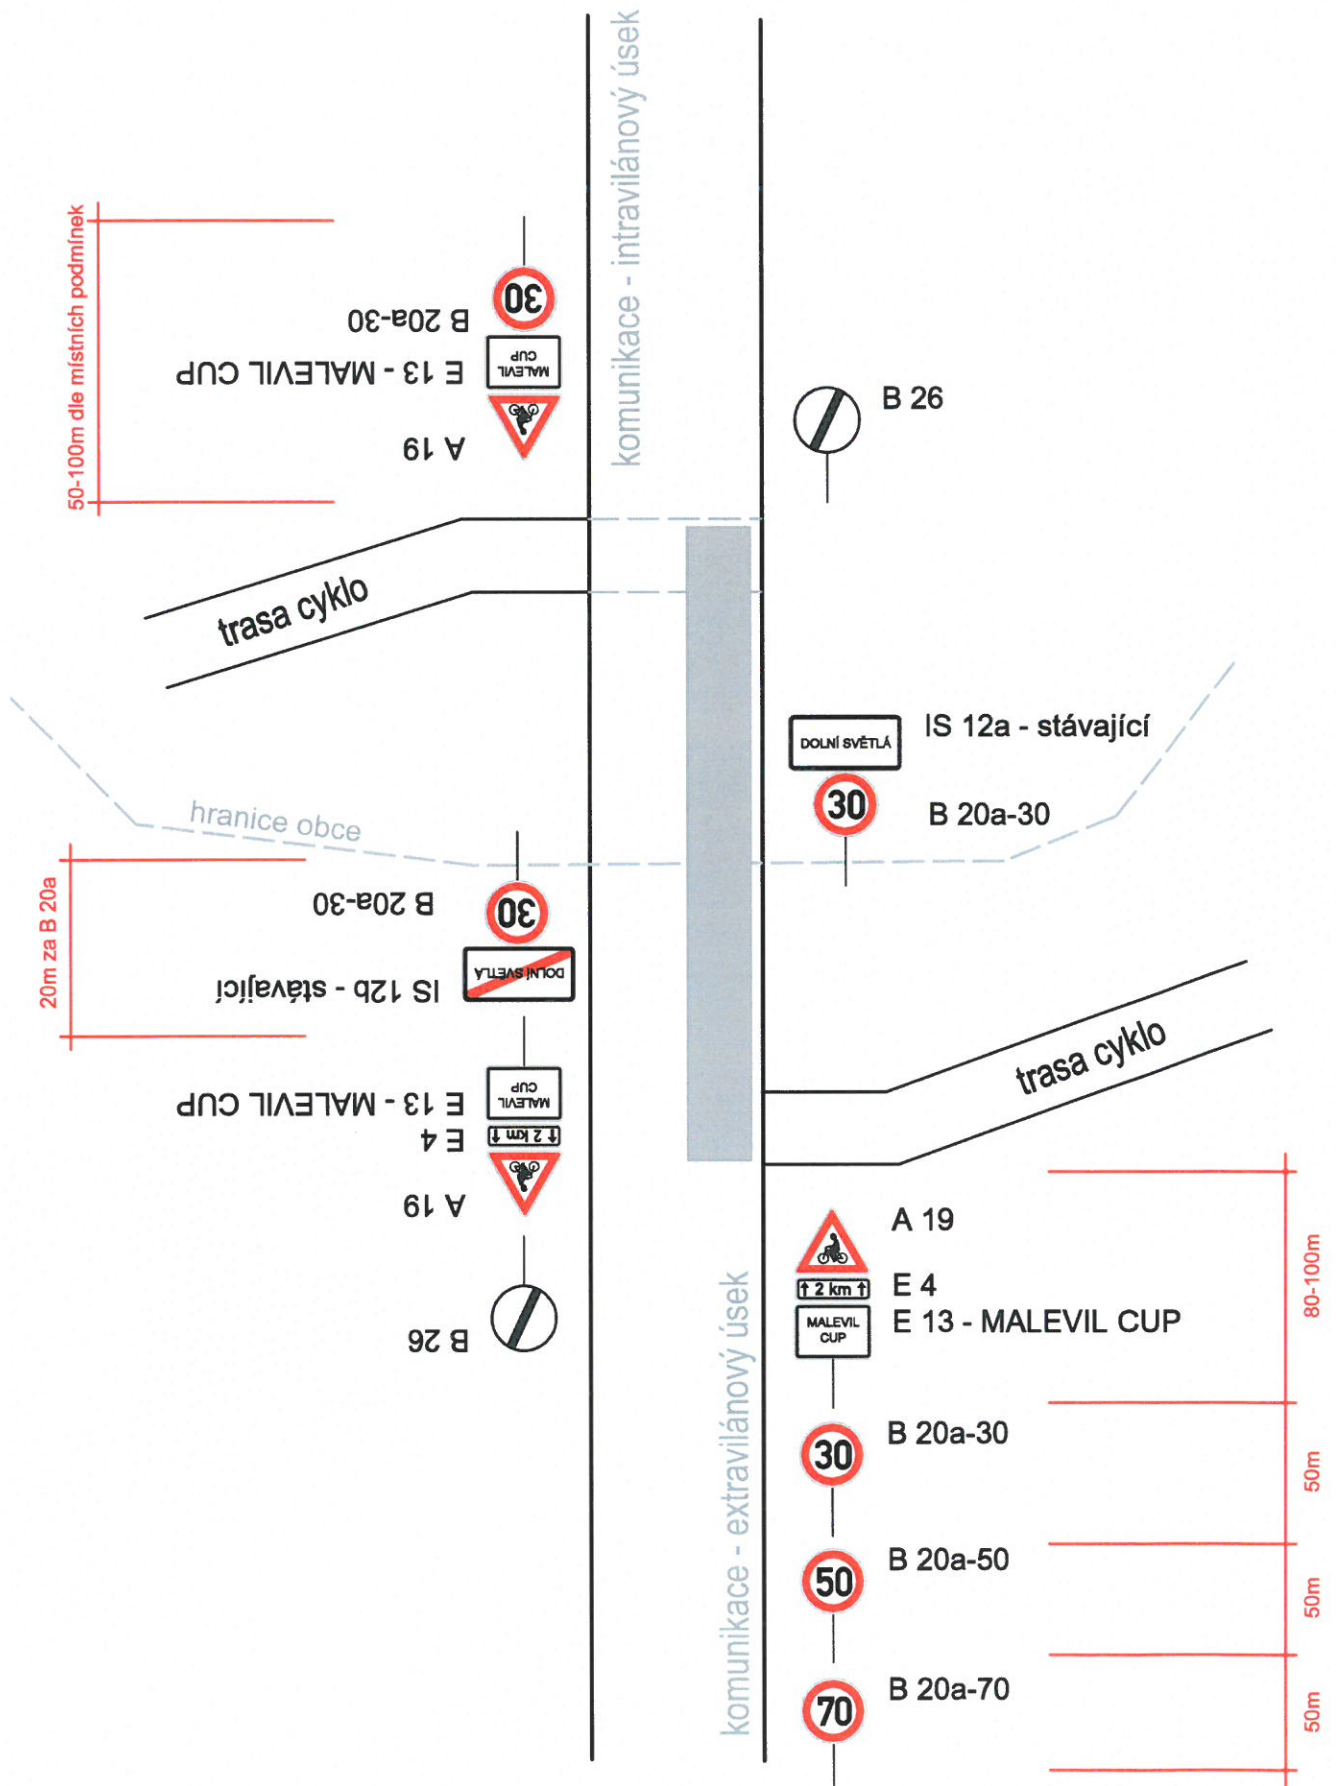 komunikace - intravilánový úsek
50-100m dle místních podmínek
30
B 20a-30
MALEVIL
CUP
E 13 - MALEVIL CUP
A 19
B 26
trasa cyklo
DOLNÍ SVĚTLÁ
IS 12a - stávající
30
B 20a-30
hranice obce
20m za B 20a
30
B 20a-30
DOLNÍ SVĚTLÁ
IS 12b - stávající
MALEVIL
CUP
E 13 - MALEVIL CUP
↑ 2 km ↑
E 4
A 19
B 26
trasa cyklo
komunikace - extravilánový úsek
A 19
↑ 2 km ↑
E 4
MALEVIL
CUP
E 13 - MALEVIL CUP
80-100m
30
B 20a-30
50m
50
B 20a-50
50m
70
B 20a-70
50m